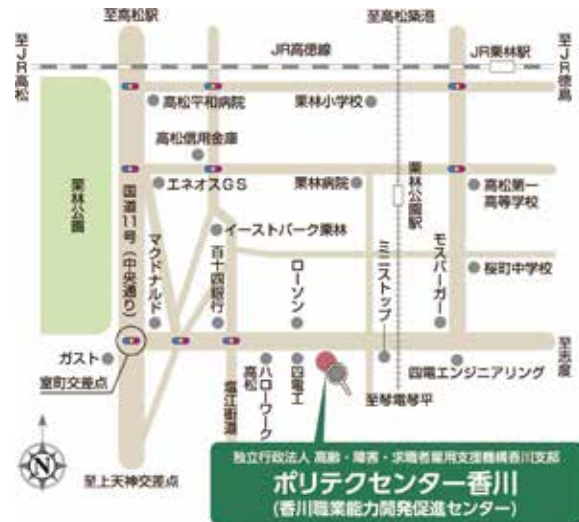 至高松駅
至高松築港
至JR高松
JR高徳線
JR栗林駅
至JR徳島
高松平和病院
栗林小学校
高松信用金庫
栗林公園
国道11号(中央通り)
エネオスGS
栗林病院
栗林公園駅
高松第一
高等学校
イーストパーク栗林
マクドナルド
百十四銀行
ローソン
ミニストップ
モスバーガー
桜町中学校
ガスト
室町交差点
塩江街道
ハローワーク
高松
四電工
四電エンジニアリング
至志度
至琴電琴平
N
至上天神交差点
独立行政法人 高齢・障害・求職者雇用支援機構香川支部
ポリテクセンター香川
(香川職業能力開発促進センター)